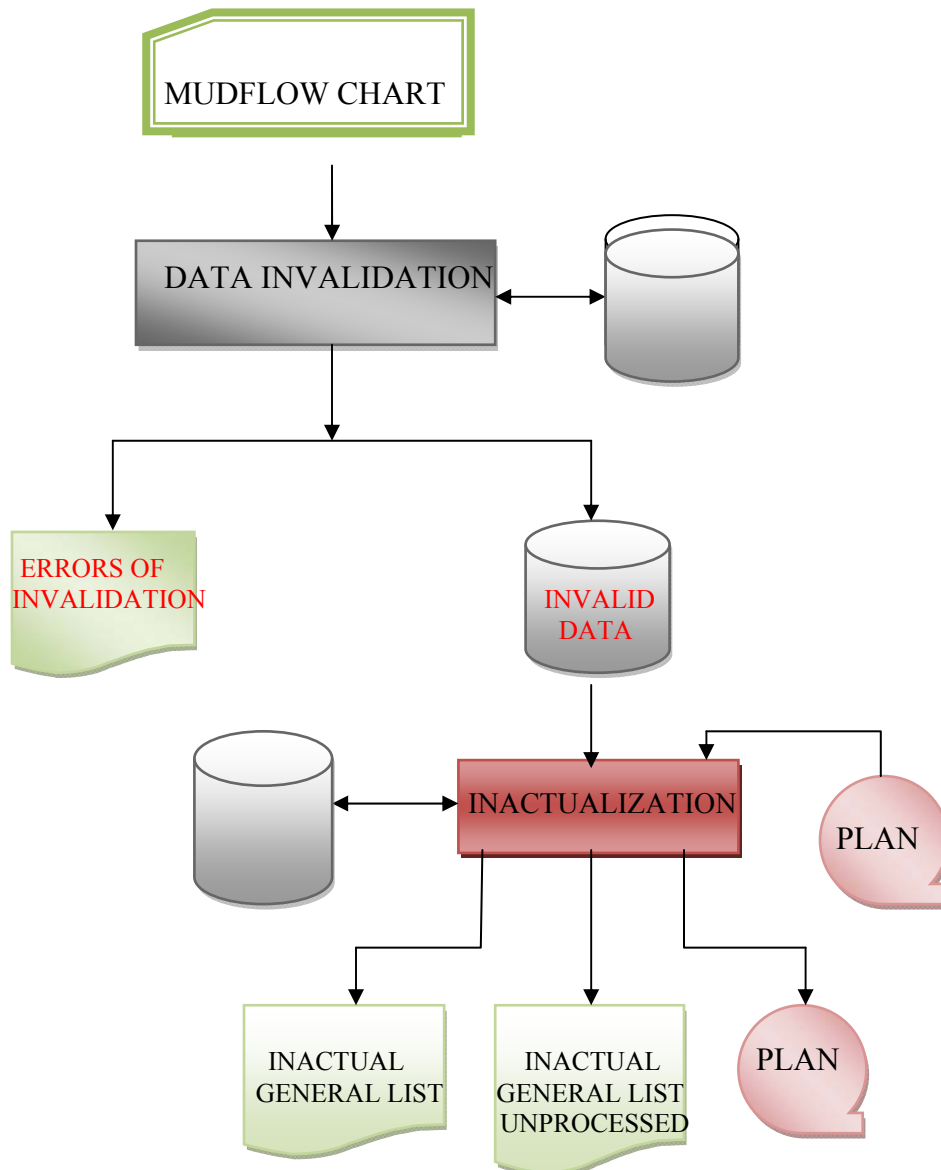 MUDFLOW CHART
DATA INVALIDATION
ERRORS OF
INVALIDATION
INVALID
DATA
INACTUALIZATION
PLAN
INACTUAL
GENERAL LIST
INACTUAL
GENERAL LIST
UNPROCESSED
PLAN